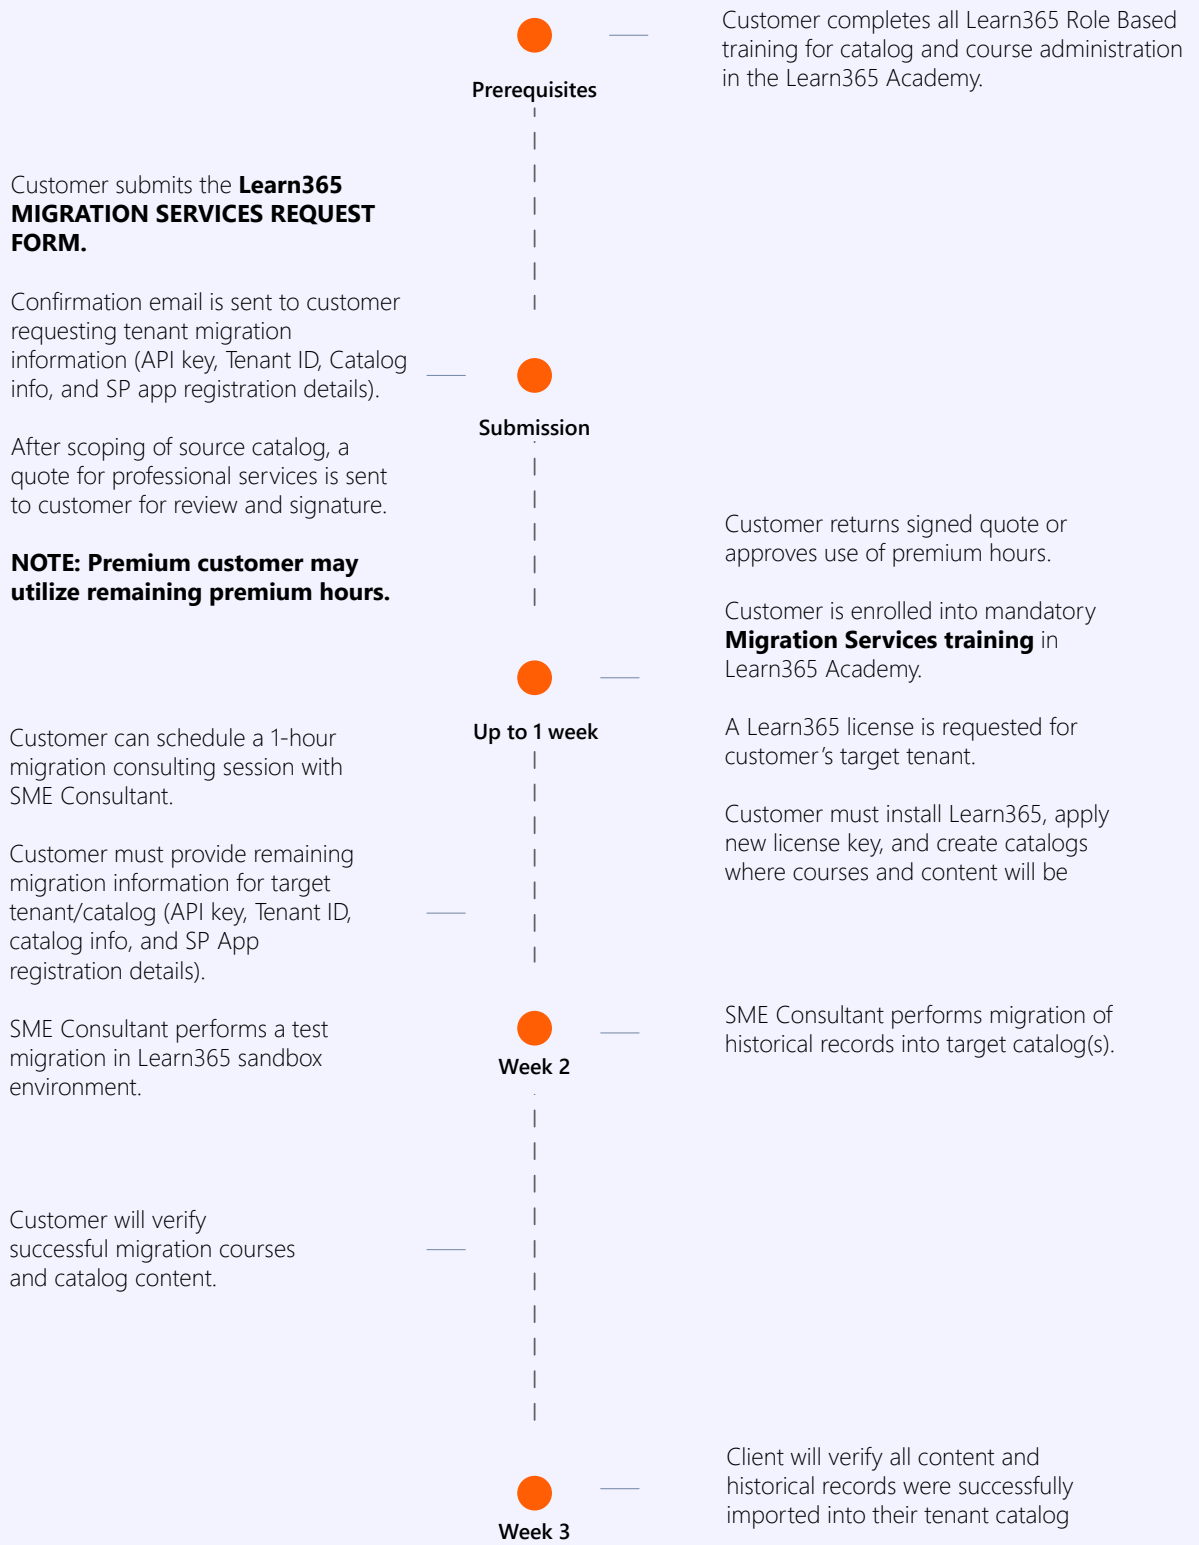 Customer completes all Learn365 Role Based
training for catalog and course administration
in the Learn365 Academy.
Prerequisites
Customer submits the Learn365
MIGRATION SERVICES REQUEST
FORM.
Confirmation email is sent to customer
requesting tenant migration
information (API key, Tenant ID, Catalog
info, and SP app registration details).
After scoping of source catalog, a
quote for professional services is sent
to customer for review and signature.
NOTE: Premium customer may
utilize remaining premium hours.
Submission
Customer returns signed quote or
approves use of premium hours.
Customer is enrolled into mandatory
Migration Services training in
Learn365 Academy.
A Learn365 license is requested for
customer’s target tenant.
Customer must install Learn365, apply
new license key, and create catalogs
where courses and content will be
Up to 1 week
Customer can schedule a 1-hour
migration consulting session with
SME Consultant.
Customer must provide remaining
migration information for target
tenant/catalog (API key, Tenant ID,
catalog info, and SP App
registration details).
SME Consultant performs a test
migration in Learn365 sandbox
environment.
SME Consultant performs migration of
historical records into target catalog(s).
Week 2
Customer will verify
successful migration courses
and catalog content.
Client will verify all content and
historical records were successfully
imported into their tenant catalog
Week 3